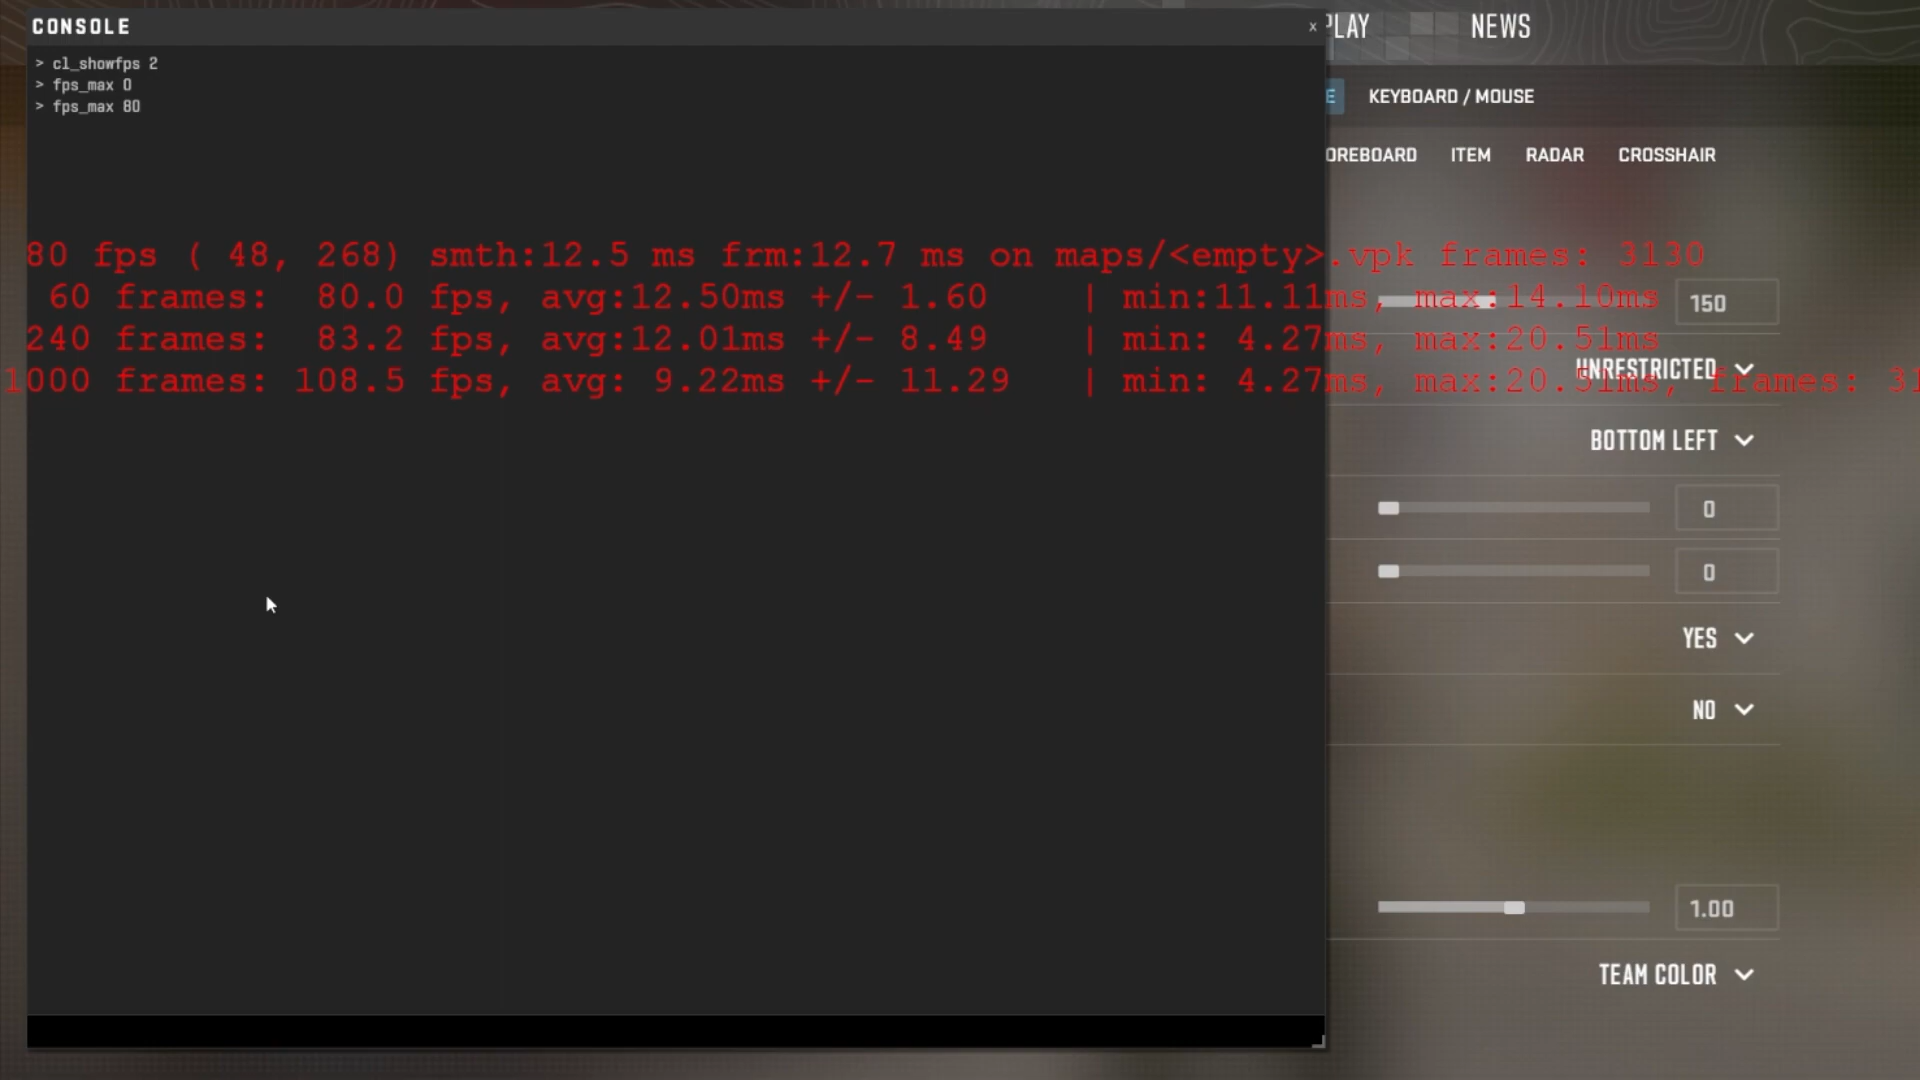 CONSOLE
x
PLAY
NEWS
> cl_showfps 2
> fps_max 0
> fps_max 80
E
KEYBOARD / MOUSE
OREBOARD
ITEM
RADAR
CROSSHAIR
80 fps ( 48, 268) smth:12.5 ms frm:12.7 ms on maps/<empty>.vpk frames: 3130
60 frames: 80.0 fps, avg:12.50ms +/- 1.60 | min:11.11ms, max:14.10ms
150
240 frames: 83.2 fps, avg:12.01ms +/- 8.49 | min: 4.27ms, max:20.51ms
UNRESTRICTED
1000 frames: 108.5 fps, avg: 9.22ms +/- 11.29 | min: 4.27ms, max:20.51ms, frames: 31
BOTTOM LEFT
0
0
YES
NO
1.00
TEAM COLOR